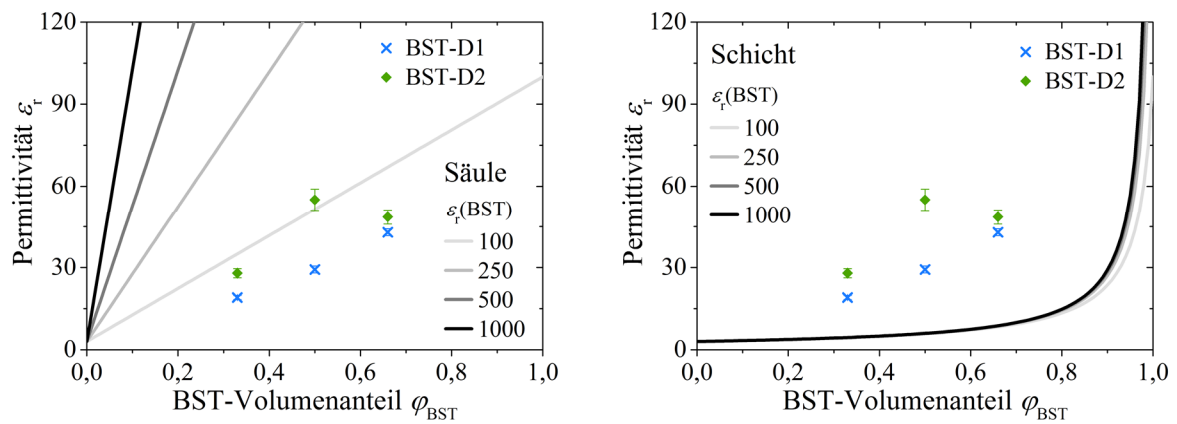 120
90
60
30
0
Permittivität εr
BST-D1
BST-D2
Säule
εr(BST)
100
250
500
1000
0,0
0,2
0,4
0,6
0,8
1,0
BST-Volumenanteil φBST
120
90
60
30
0
Permittivität εr
Schicht
εr(BST)
100
250
500
1000
BST-D1
BST-D2
0,0
0,2
0,4
0,6
0,8
1,0
BST-Volumenanteil φBST